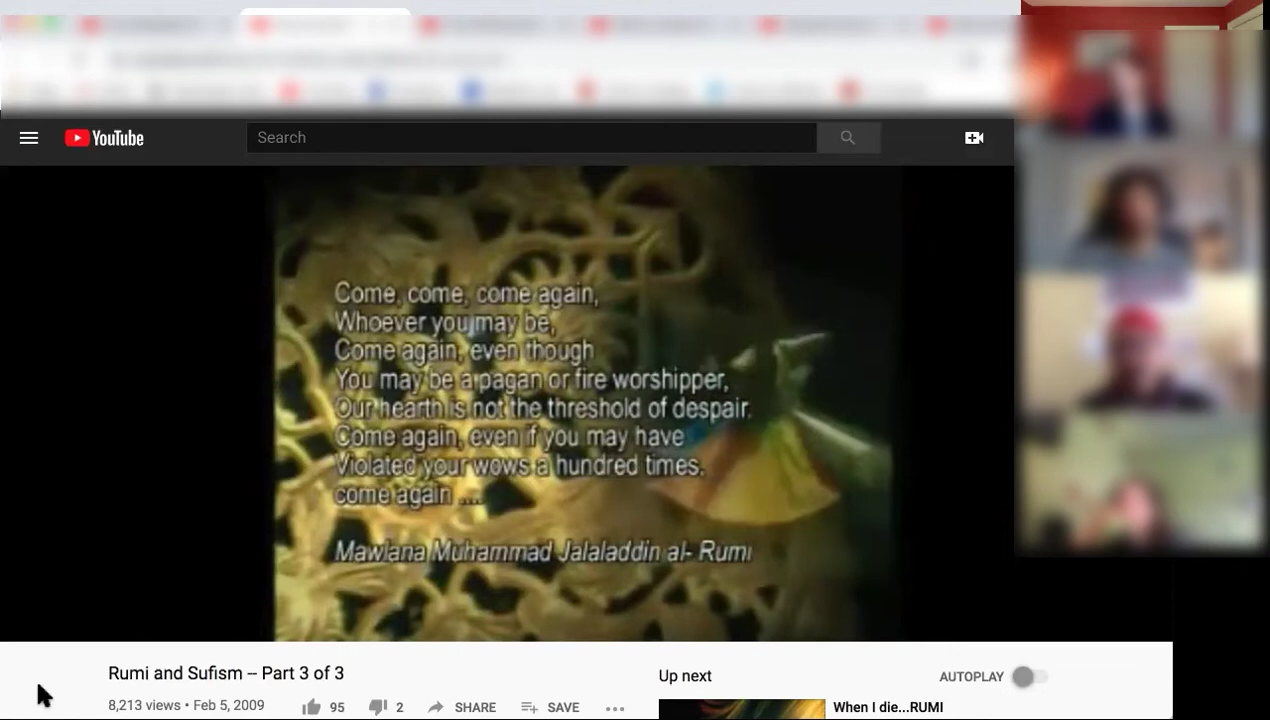 YouTube
Search
Come, come, come again,
Whoever you may be,
Come again, even though
You may be a pagan or fire worshipper,
Our hearth is not the threshold of despair.
Come again, even if you may have
Violated your wows a hundred times.
come again ....
Mawlana Muhammad Jalaladdin al- Rumi
Rumi and Sufism – Part 3 of 3
8,213 views • Feb 5, 2009
95
2
SHARE
SAVE
Up next
AUTOPLAY
When I die...RUMI